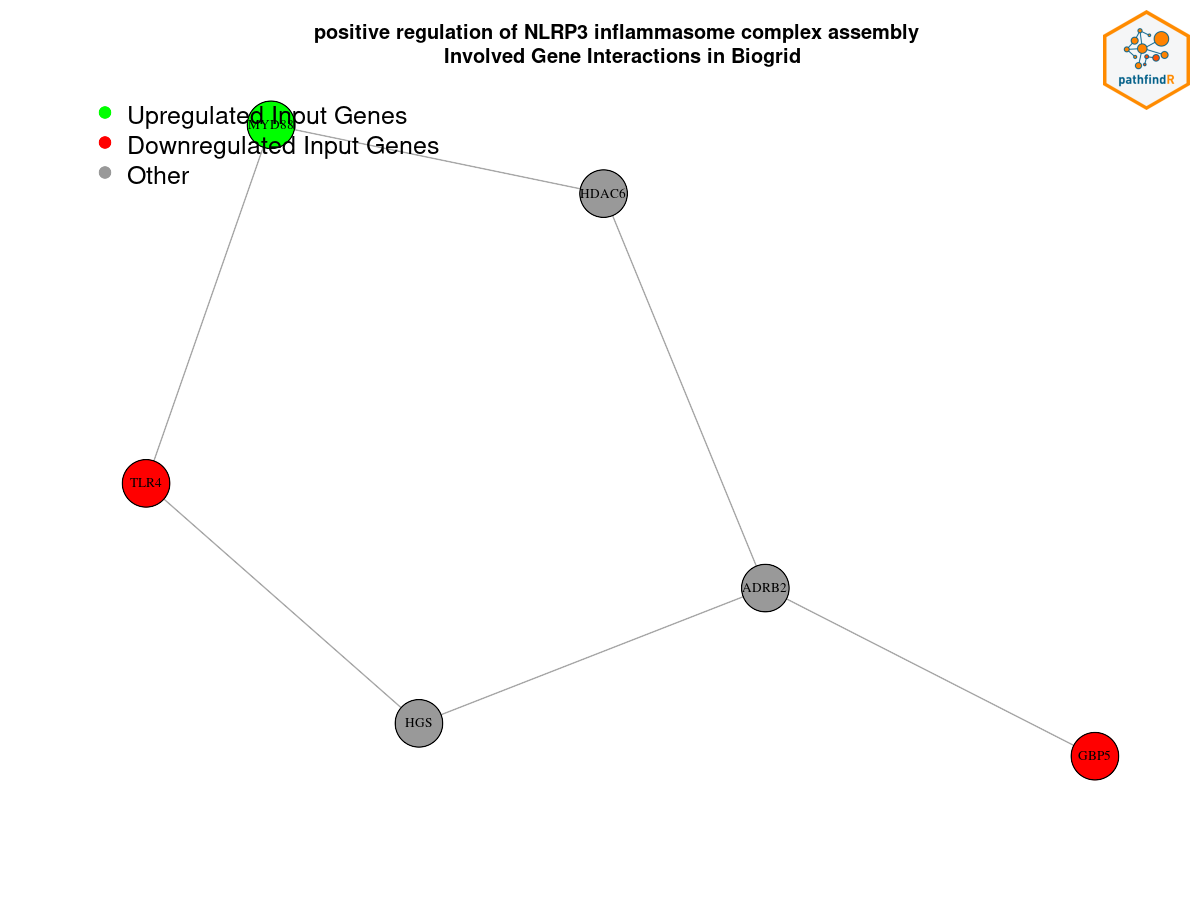 positive regulation of NLRP3 inflammasome complex assembly
Involved Gene Interactions in Biogrid
pathfindR
Upregulated Input Genes
MYD88
Downregulated Input Genes
Other
HDAC6
TLR4
ADRB2
HGS
GBP5